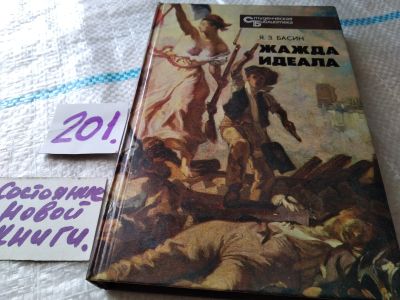 Студенческая
Библиотека
Я. З. БАСИН
ЖАЖДА
ИДЕАЛА
201.
Состояние
новой
книги.